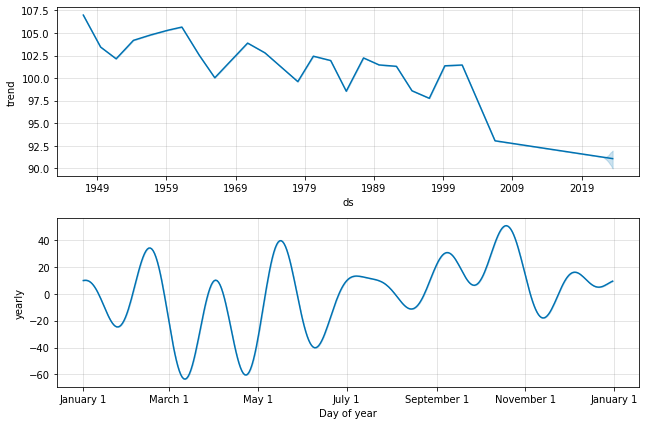 107.5
105.0
102.5
100.0
97.5
95.0
92.5
90.0
trend
1949 1959 1969 1979 1989 1999 2009 2019
ds
40
20
0
−20
−40
−60
yearly
January 1 March 1 May 1 July 1 September 1 November 1 January 1
Day of year